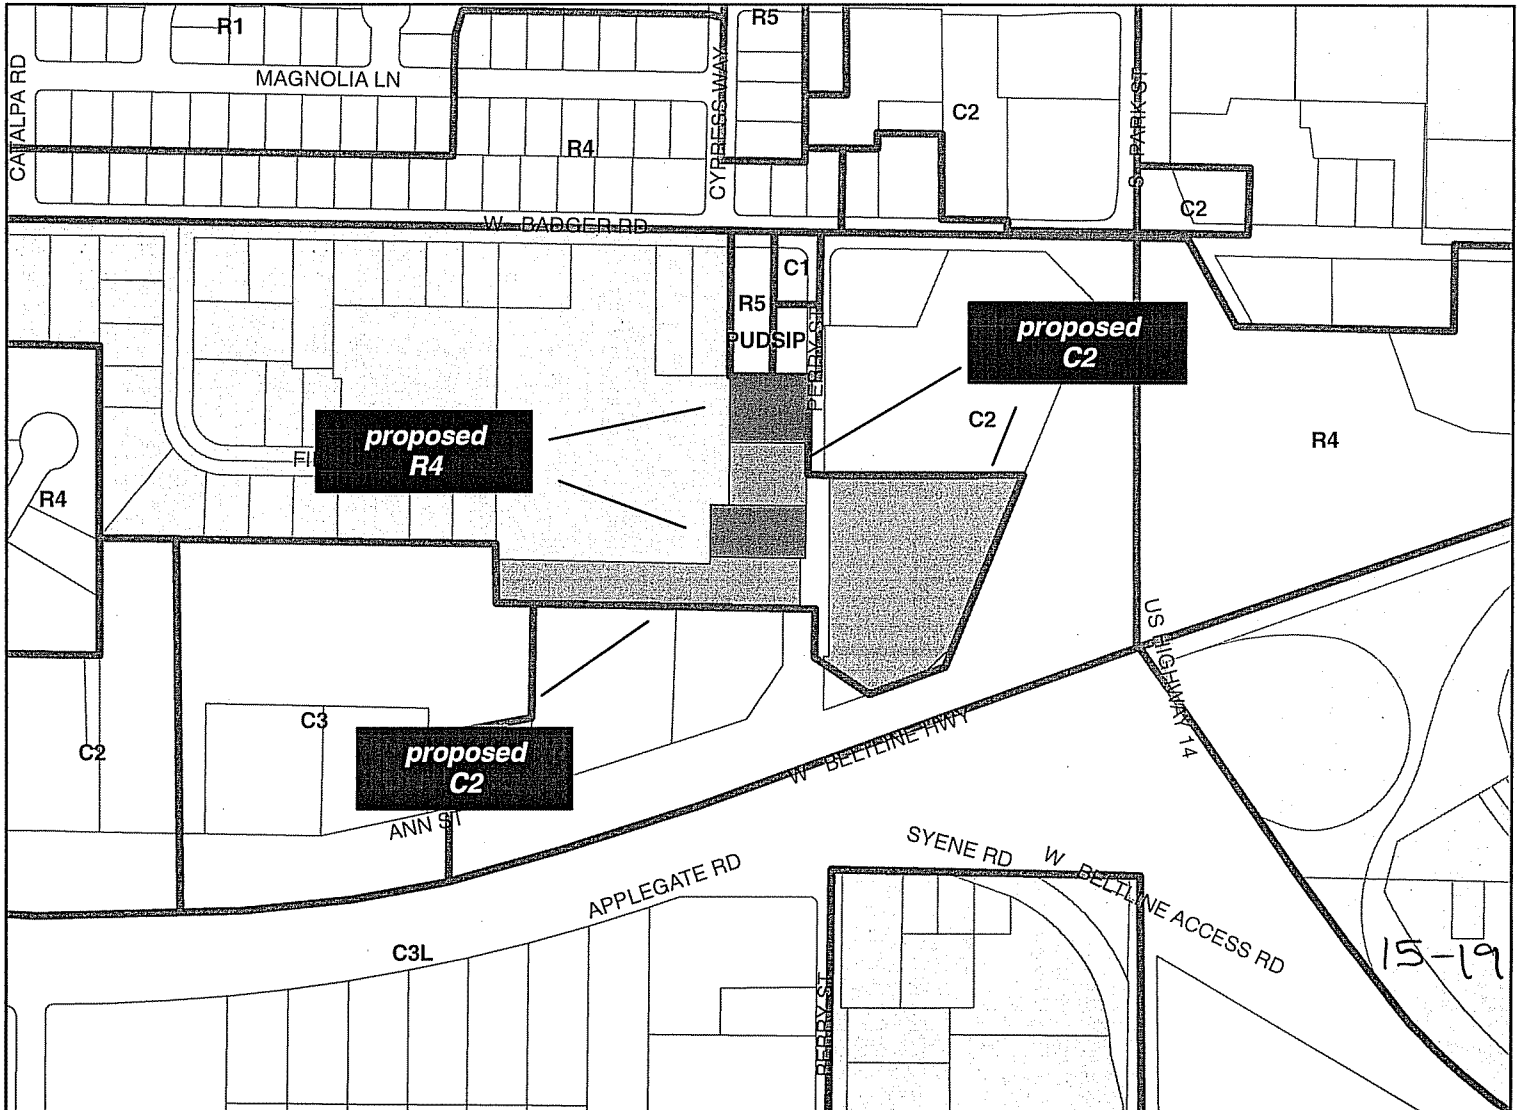 R1
R5
MAGNOLIA LN
CATALPA RD
CYPRESS WAY
S PARK ST
C2
R4
C2
W BADGER RD
C1
R5
PUDSIP
PERRY ST
proposed
C2
C2
proposed
R4
R4
R4
US HIGHWAY 14
C3
C2
proposed
C2
W BELTLINE HWY
ANN ST
SYENE RD
W BELTLINE ACCESS RD
APPLEGATE RD
C3L
15-19
PERRY ST